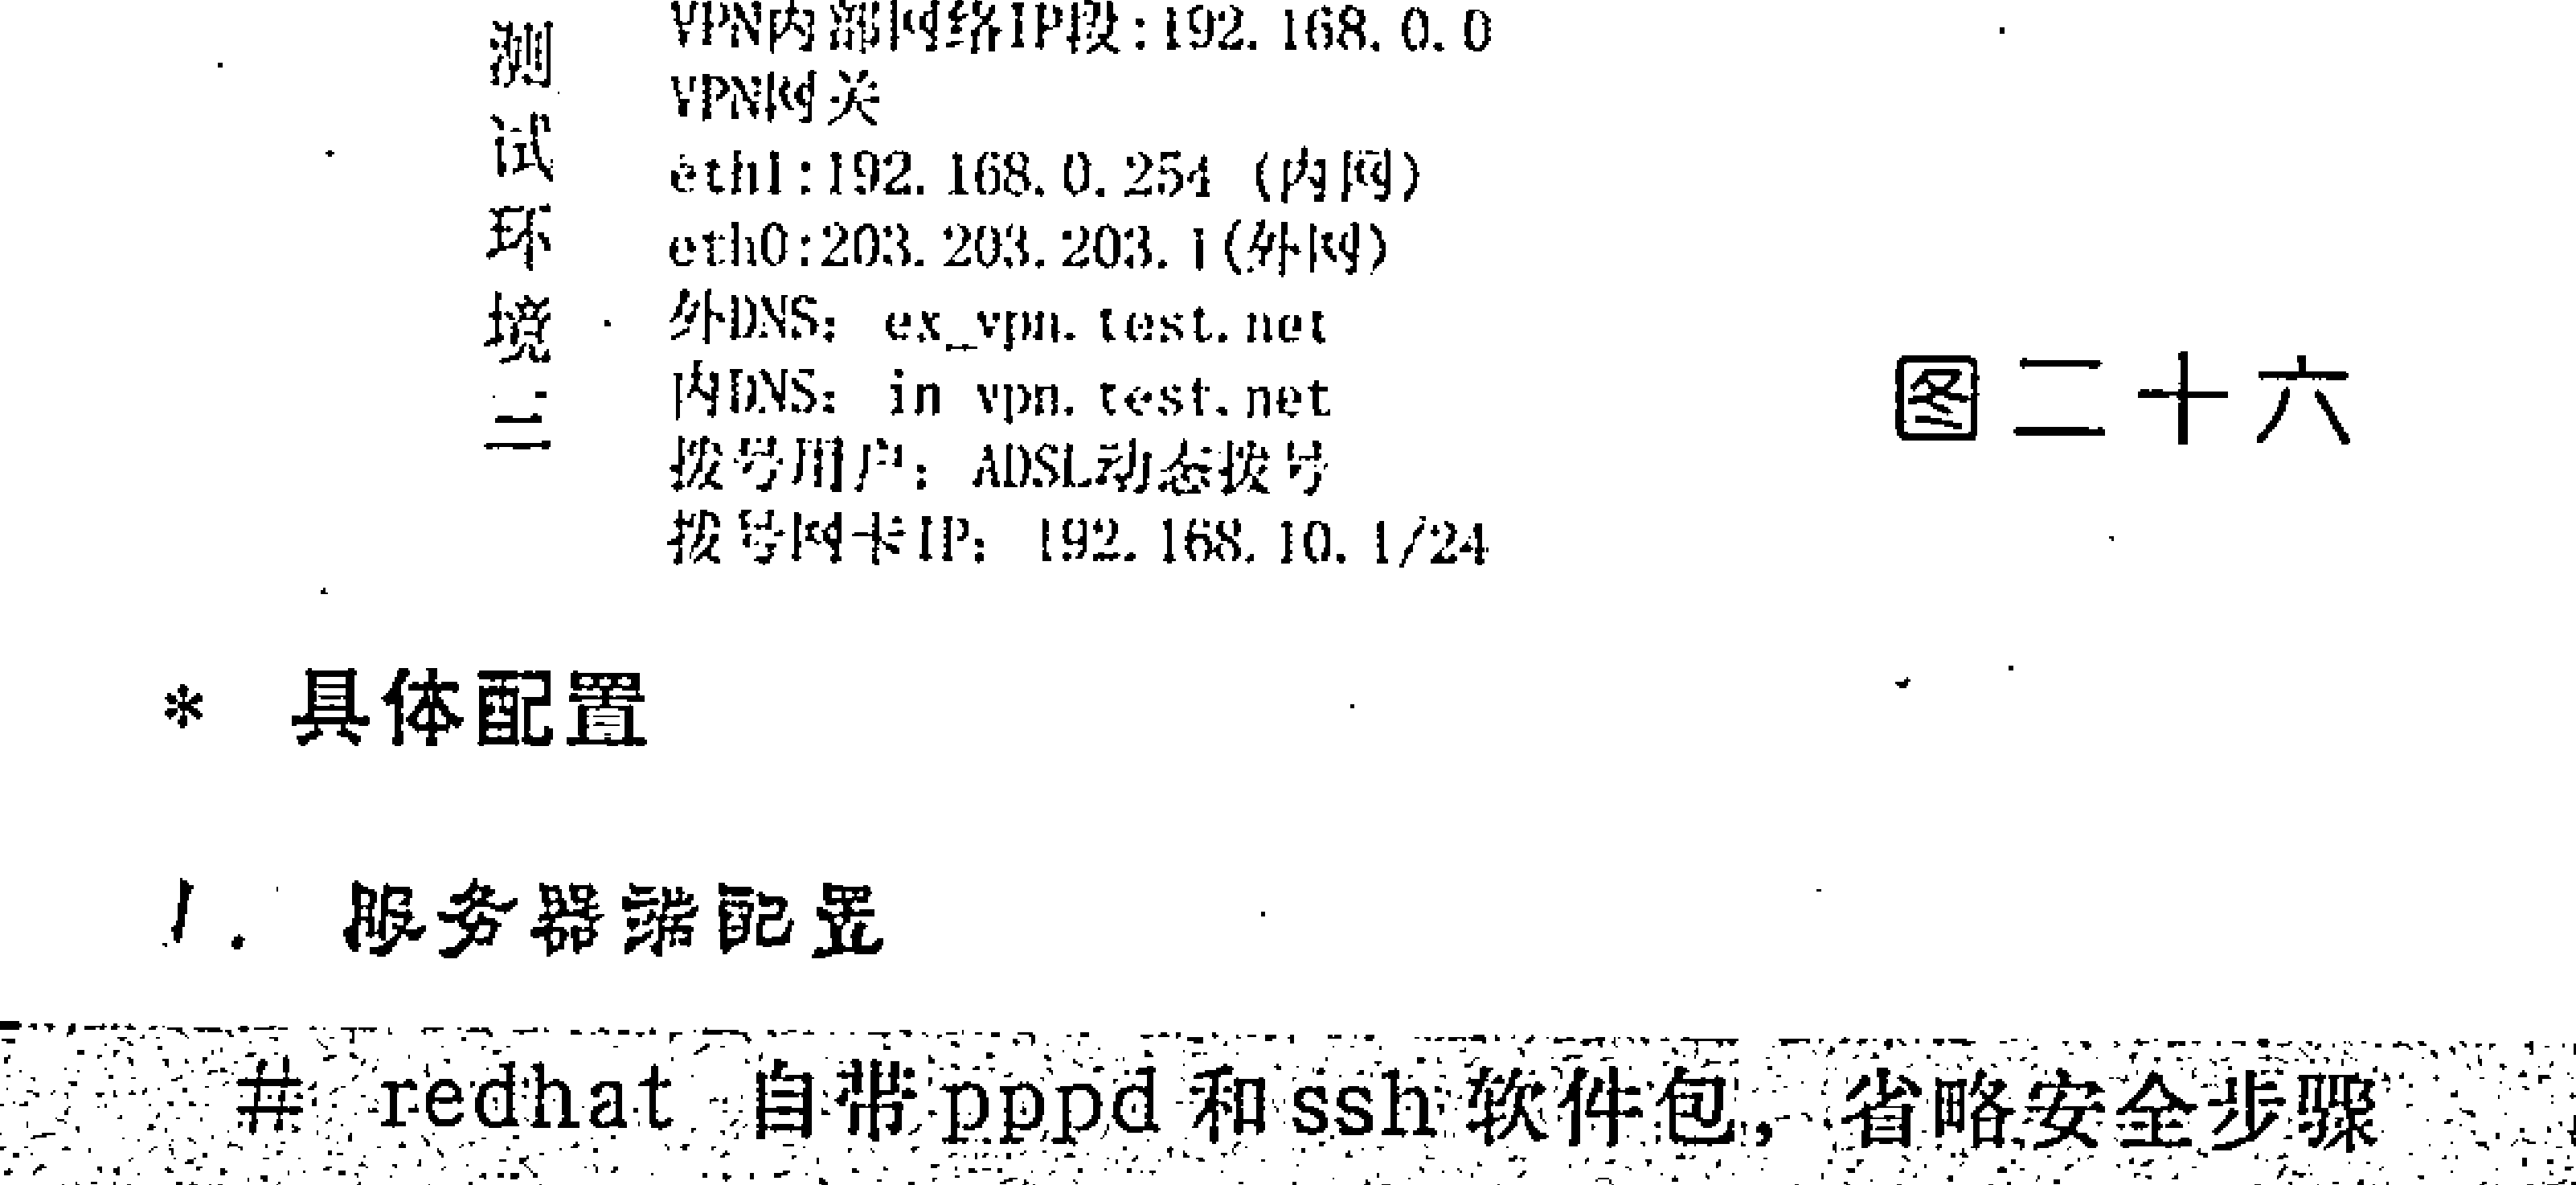 测试环境二
VPN内部网络IP段:192.168.0.0
VPN网关
eth1:192.168.0.254 (内网)
eth0:203.203.203.1(外网)
外DNS: ex_vpn.test.net
内DNS: in vpn.test.net
拨号用户: ADSL动态拨号
拨号网卡IP: 192.168.10.1/24
图二十六
* 具体配置
1. 服务器端配置
# redhat 自带pppd和ssh软件包, 省略安全步骤